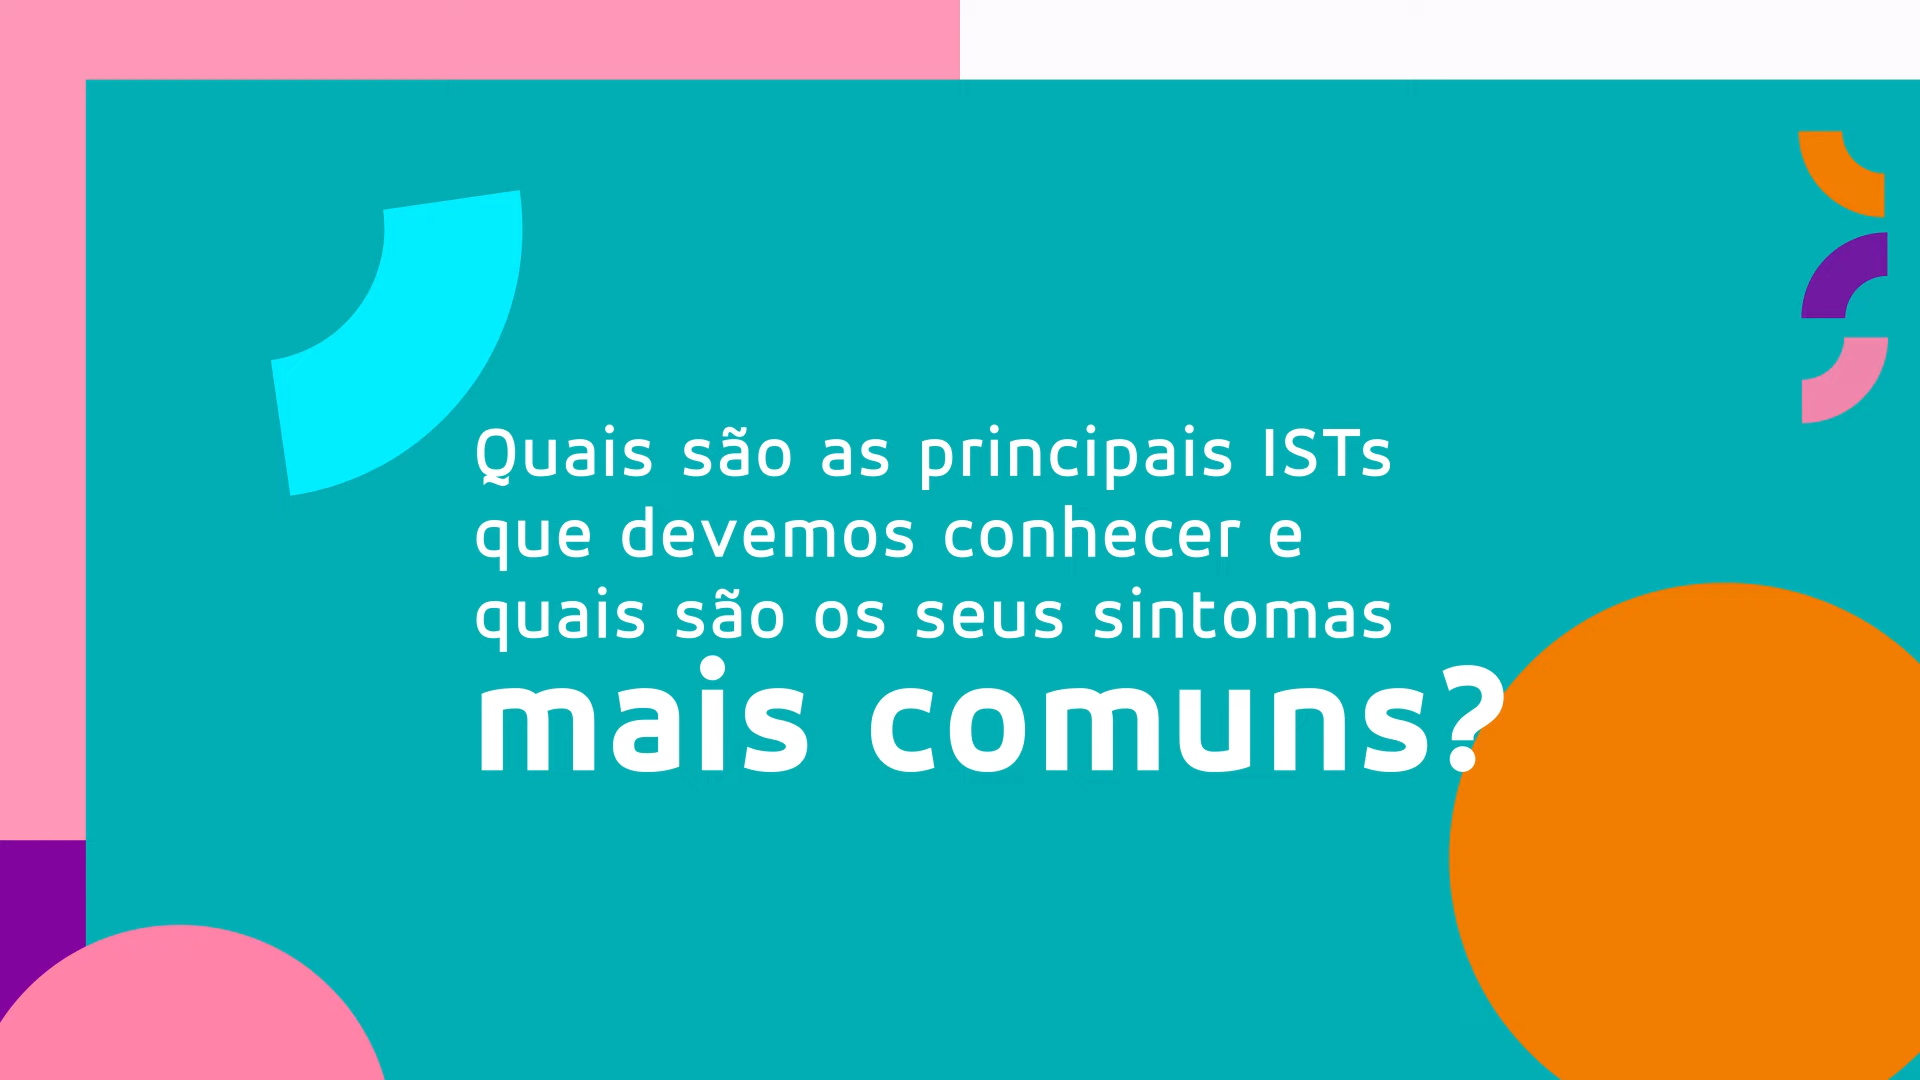 Quais são as principais ISTs
que devemos conhecer e
quais são os seus sintomas
mais comuns?